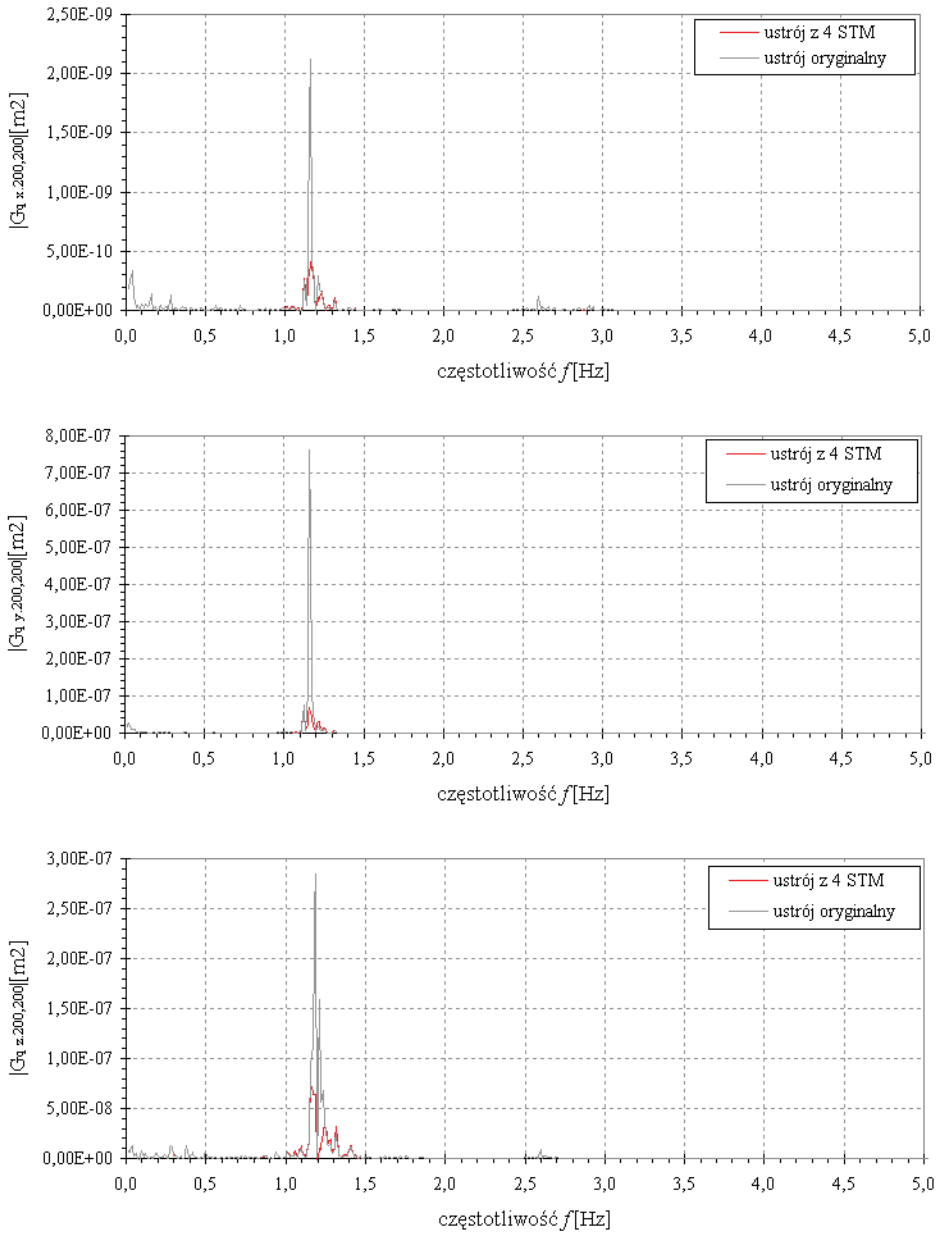 2,50E-09
2,00E-09
1,50E-09
1,00E-09
5,00E-10
0,00E+00
|Gq x.200,200|[m2]
ustrój z 4 STM
ustrój oryginalny
0,0 0,5 1,0 1,5 2,0 2,5 3,0 3,5 4,0 4,5 5,0
częstotliwość f[Hz]
8,00E-07
7,00E-07
6,00E-07
5,00E-07
4,00E-07
3,00E-07
2,00E-07
1,00E-07
0,00E+00
|Gq y.200,200|[m2]
ustrój z 4 STM
ustrój oryginalny
0,0 0,5 1,0 1,5 2,0 2,5 3,0 3,5 4,0 4,5 5,0
częstotliwość f[Hz]
3,00E-07
2,50E-07
2,00E-07
1,50E-07
1,00E-07
5,00E-08
0,00E+00
|Gq z.200,200|[m2]
ustrój z 4 STM
ustrój oryginalny
0,0 0,5 1,0 1,5 2,0 2,5 3,0 3,5 4,0 4,5 5,0
częstotliwość f[Hz]